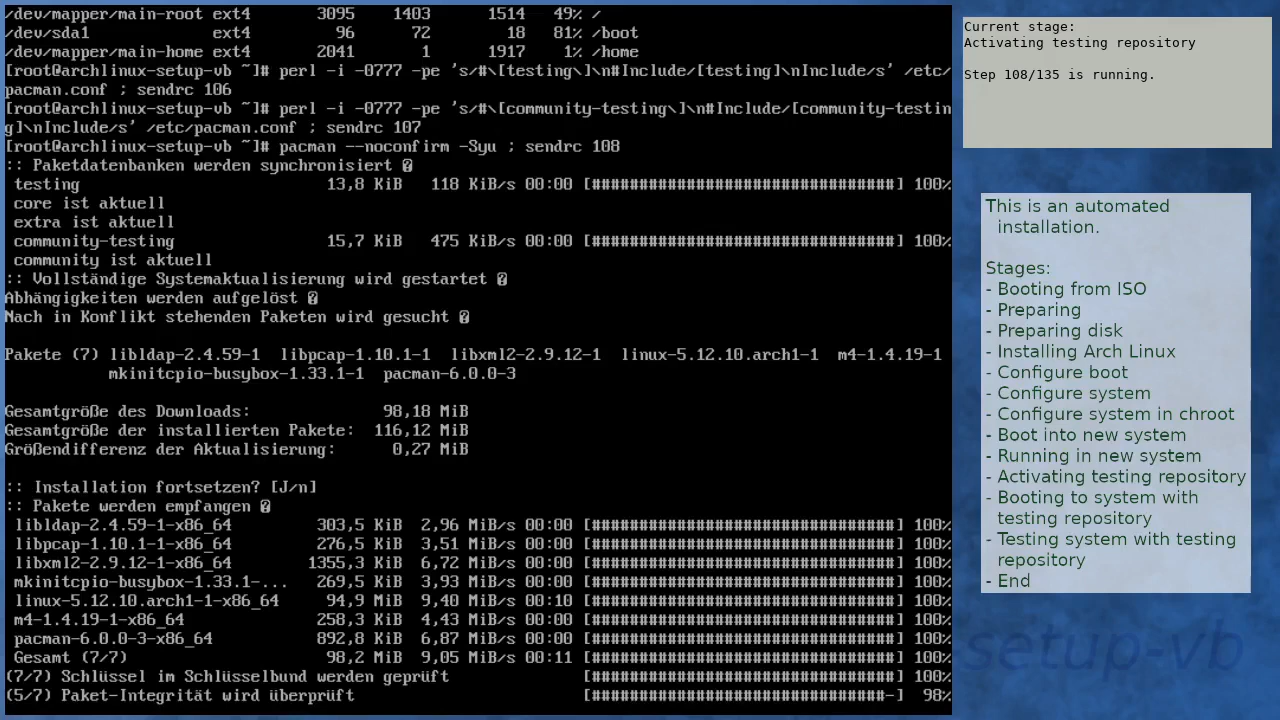 /dev/mapper/main-root ext4       3095    1403      1514   49% /
/dev/sda1             ext4         96      72        18   81% /boot
/dev/mapper/main-home ext4       2041       1      1917    1% /home
[root@archlinux-setup-vb ~]# perl -i -0777 -pe 's/#\[testing\]\n#Include/[testing]\nInclude/s' /etc/
pacman.conf ; sendrc 106
[root@archlinux-setup-vb ~]# perl -i -0777 -pe 's/#\[community-testing\]\n#Include/[community-testin
g]\nInclude/s' /etc/pacman.conf ; sendrc 107
[root@archlinux-setup-vb ~]# pacman --noconfirm -Syu ; sendrc 108
:: Paketdatenbanken werden synchronisiert �
 testing                          13,8 KiB   118 KiB/s 00:00 [################################] 100%
 core ist aktuell
 extra ist aktuell
 community-testing                15,7 KiB   475 KiB/s 00:00 [################################] 100%
 community ist aktuell
:: Vollständige Systemaktualisierung wird gestartet �
Abhängigkeiten werden aufgelöst �
Nach in Konflikt stehenden Paketen wird gesucht �
Pakete (7) libldap-2.4.59-1  libpcap-1.10.1-1  libxml2-2.9.12-1  linux-5.12.10.arch1-1  m4-1.4.19-1
           mkinitcpio-busybox-1.33.1-1  pacman-6.0.0-3
Gesamtgröße des Downloads:              98,18 MiB
Gesamtgröße der installierten Pakete:  116,12 MiB
Größendifferenz der Aktualisierung:      0,27 MiB
:: Installation fortsetzen? [J/n]
:: Pakete werden empfangen �
 libldap-2.4.59-1-x86_64         303,5 KiB  2,96 MiB/s 00:00 [################################] 100%
 libpcap-1.10.1-1-x86_64         276,5 KiB  3,51 MiB/s 00:00 [################################] 100%
 libxml2-2.9.12-1-x86_64        1355,3 KiB  6,72 MiB/s 00:00 [################################] 100%
 mkinitcpio-busybox-1.33.1-...   269,5 KiB  3,93 MiB/s 00:00 [################################] 100%
 linux-5.12.10.arch1-1-x86_64     94,9 MiB  9,40 MiB/s 00:10 [################################] 100%
 m4-1.4.19-1-x86_64              258,3 KiB  4,43 MiB/s 00:00 [################################] 100%
 pacman-6.0.0-3-x86_64           892,8 KiB  6,87 MiB/s 00:00 [################################] 100%
 Gesamt (7/7)                     98,2 MiB  9,05 MiB/s 00:11 [################################] 100%
(7/7) Schlüssel im Schlüsselbund werden geprüft              [################################] 100%
(5/7) Paket-Integrität wird überprüft                        [###############################-]  98%
Current stage:
Activating testing repository
Step 108/135 is running.
This is an automated
installation.
Stages:
- Booting from ISO
- Preparing
- Preparing disk
- Installing Arch Linux
- Configure boot
- Configure system
- Configure system in chroot
- Boot into new system
- Running in new system
- Activating testing repository
- Booting to system with
testing repository
- Testing system with testing
repository
- End
setup-vb